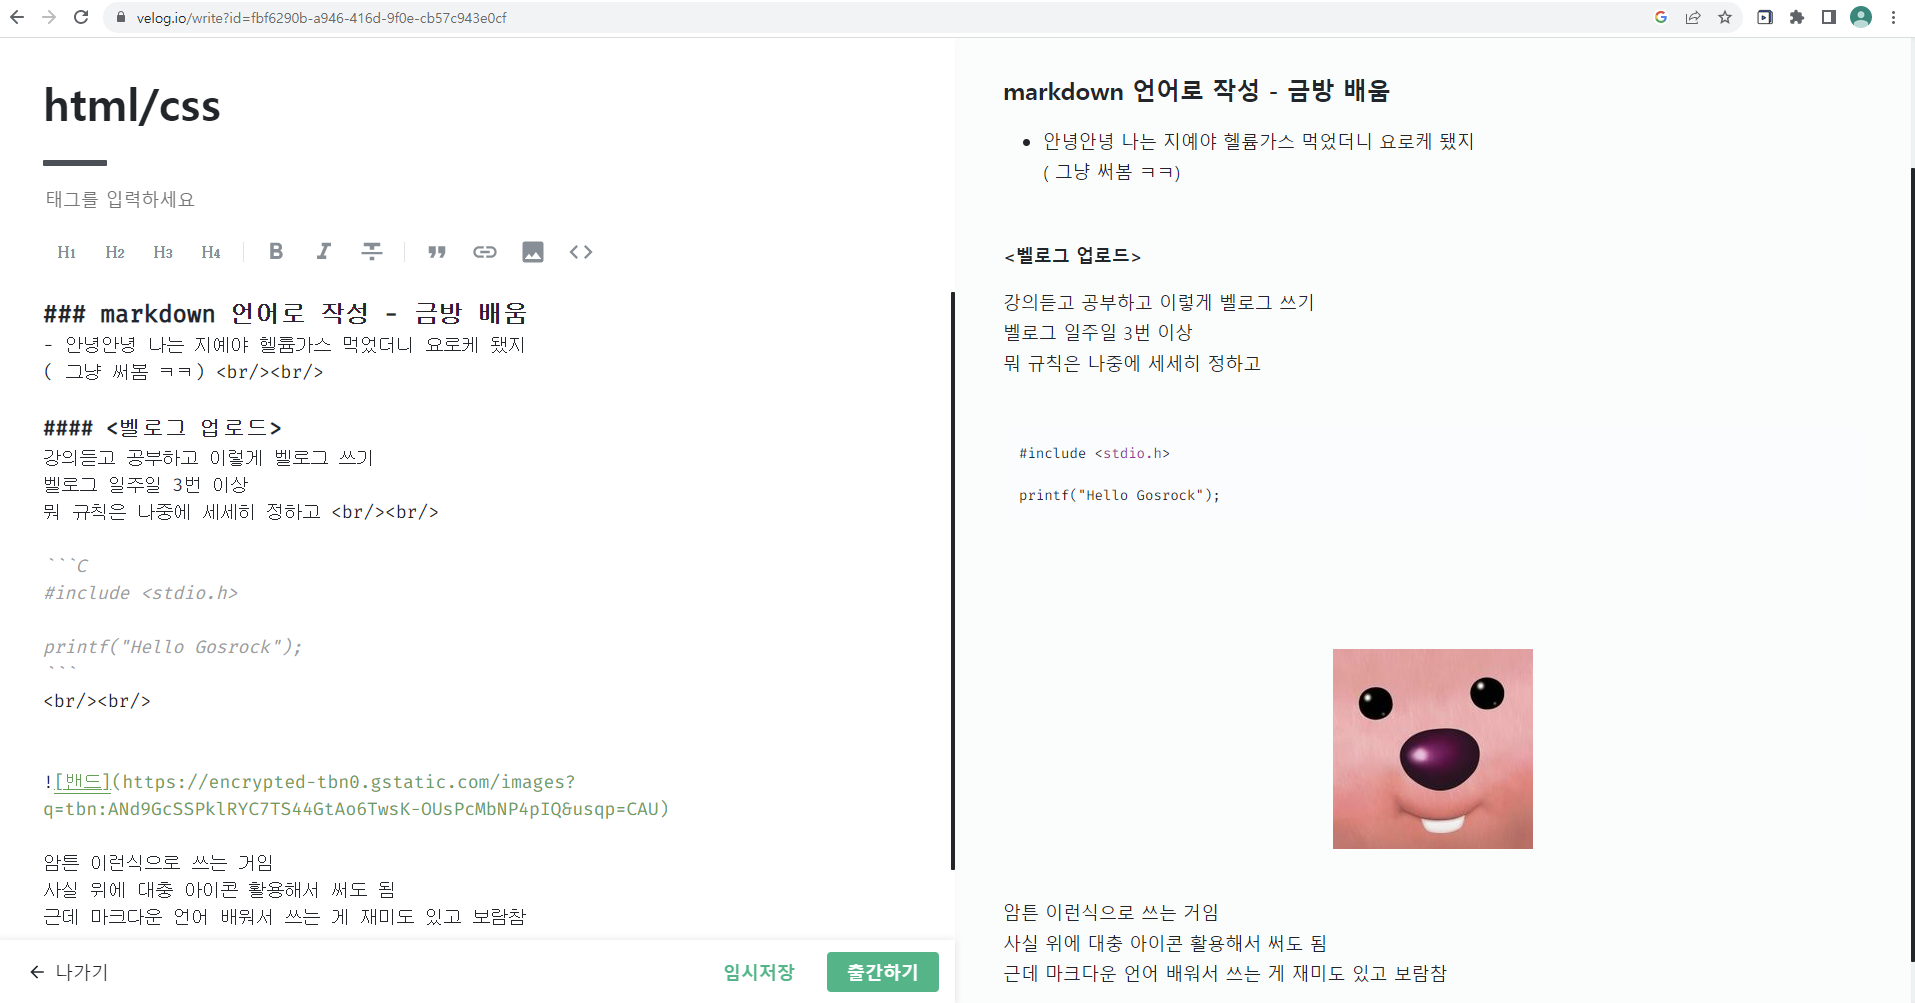 velog.io/write?id=fbf6290b-a946-416d-9f0e-cb57c943e0cf
html/css
태그를 입력하세요
H1 H2 H3 H4 B I T
### markdown 언어로 작성 - 금방 배움
- 안녕안녕 나는 지예야 헬륨가스 먹었더니 요로케 됐지
( 그냥 써봄 ㅋㅋ) <br/><br/>
#### <벨로그 업로드>
강의듣고 공부하고 이렇게 벨로그 쓰기
벨로그 일주일 3번 이상
뭐 규칙은 나중에 세세히 정하고 <br/><br/>
```C
#include <stdio.h>
printf("Hello Gosrock");
```
<br/><br/>
![밴드](https://encrypted-tbn0.gstatic.com/images?
q=tbn:ANd9GcSSPklRYC7TS44GtAo6TwsK-OUsPcMbNP4pIQ&usqp=CAU)
암튼 이런식으로 쓰는 거임
사실 위에 대충 아이콘 활용해서 써도 됨
근데 마크다운 언어 배워서 쓰는 게 재미도 있고 보람참
← 나가기
임시저장
출간하기
markdown 언어로 작성 - 금방 배움
• 안녕안녕 나는 지예야 헬륨가스 먹었더니 요로케 됐지
( 그냥 써봄 ㅋㅋ)
<벨로그 업로드>
강의듣고 공부하고 이렇게 벨로그 쓰기
벨로그 일주일 3번 이상
뭐 규칙은 나중에 세세히 정하고
#include <stdio.h>
printf("Hello Gosrock");
암튼 이런식으로 쓰는 거임
사실 위에 대충 아이콘 활용해서 써도 됨
근데 마크다운 언어 배워서 쓰는 게 재미도 있고 보람참